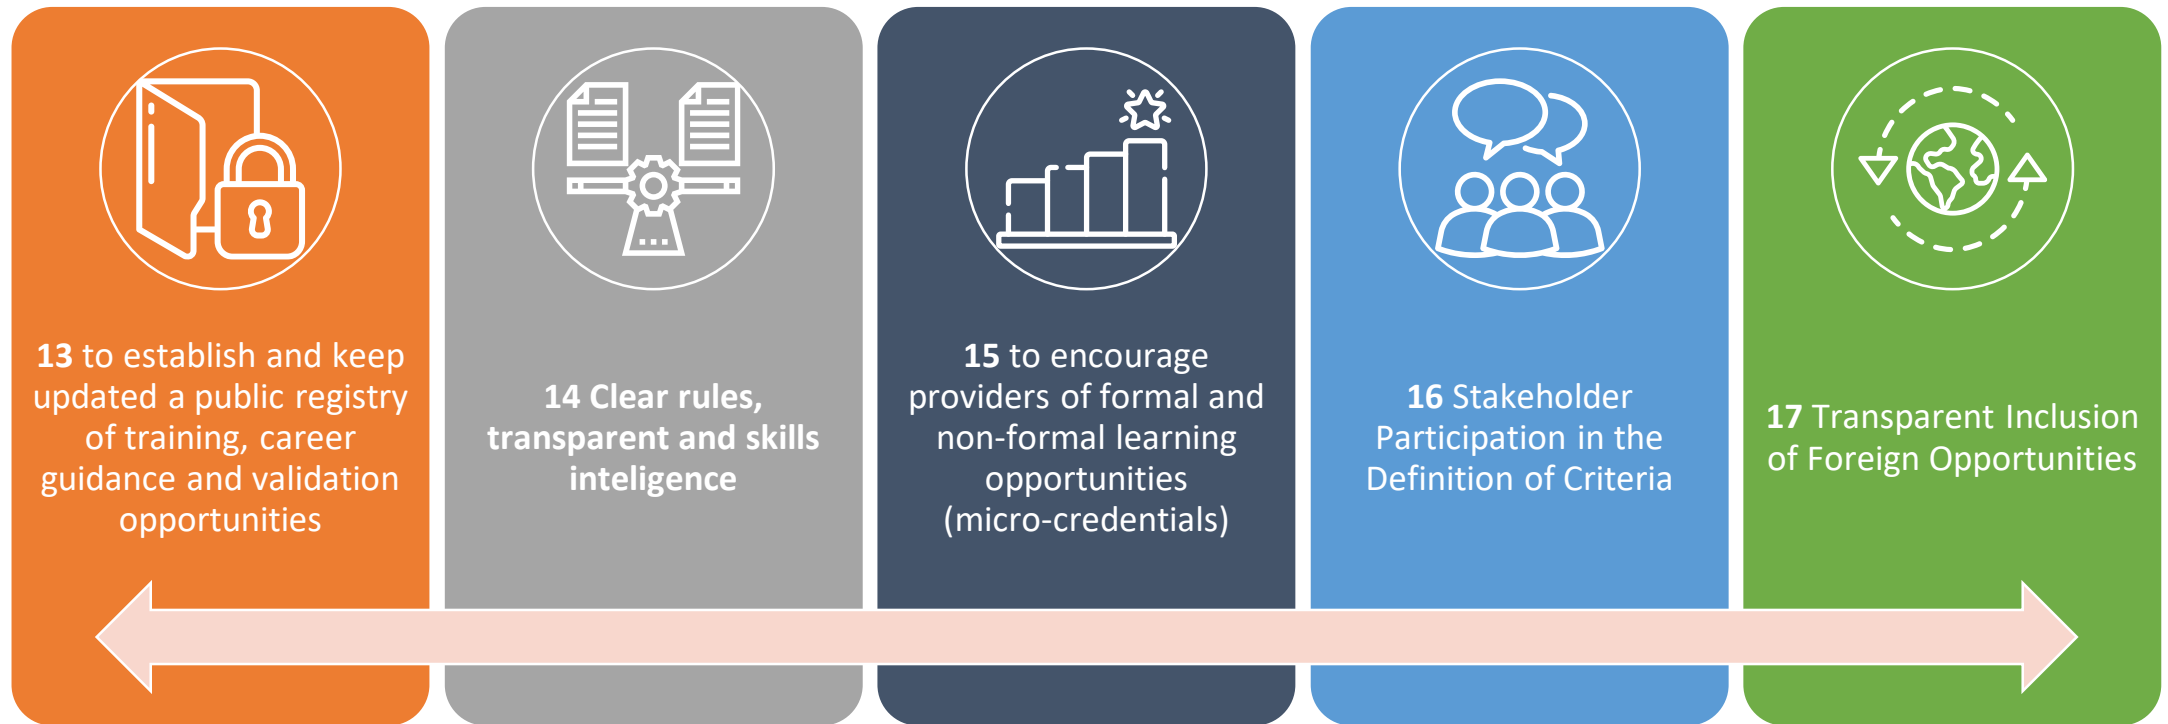 13 to establish and keep
updated a public registry
of training, career
guidance and validation
opportunities
14 Clear rules,
transparent and skills
inteligence
15 to encourage
providers of formal and
non-formal learning
opportunities
(micro-credentials)
16 Stakeholder
Participation in the
Definition of Criteria
17 Transparent Inclusion
of Foreign Opportunities